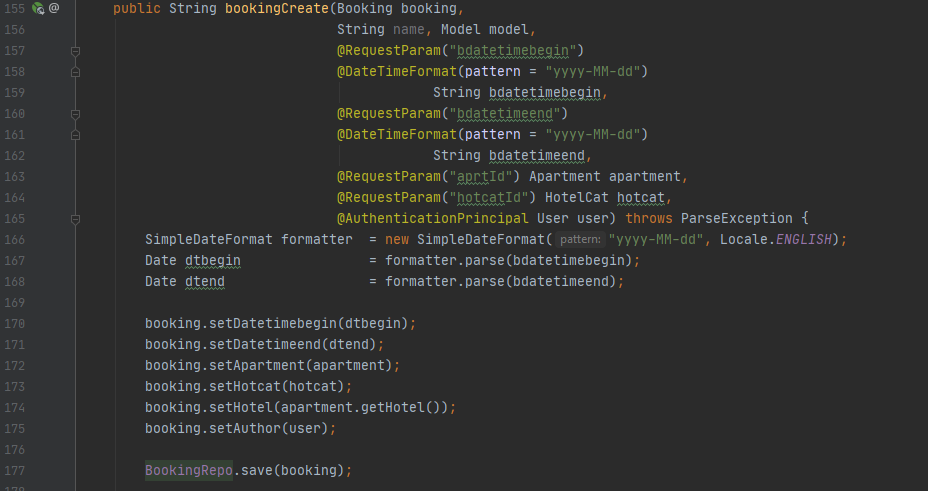 155 @ public String bookingCreate(Booking booking,
156 String name, Model model,
157 @RequestParam("bdatetimebegin")
158 @DateTimeFormat(pattern = "yyyy-MM-dd")
159 String bdatetimebegin,
160 @RequestParam("bdatetimeend")
161 @DateTimeFormat(pattern = "yyyy-MM-dd")
162 String bdatetimeend,
163 @RequestParam("aprtId") Apartment apartment,
164 @RequestParam("hotcatId") HotelCat hotcat,
165 @AuthenticationPrincipal User user) throws ParseException {
166 SimpleDateFormat formatter = new SimpleDateFormat( pattern: "yyyy-MM-dd", Locale.ENGLISH);
167 Date dtbegin = formatter.parse(bdatetimebegin);
168 Date dtend = formatter.parse(bdatetimeend);
169
170 booking.setDatetimebegin(dtbegin);
171 booking.setDatetimeend(dtend);
172 booking.setApartment(apartment);
173 booking.setHotcat(hotcat);
174 booking.setHotel(apartment.getHotel());
175 booking.setAuthor(user);
176
177 BookingRepo.save(booking);